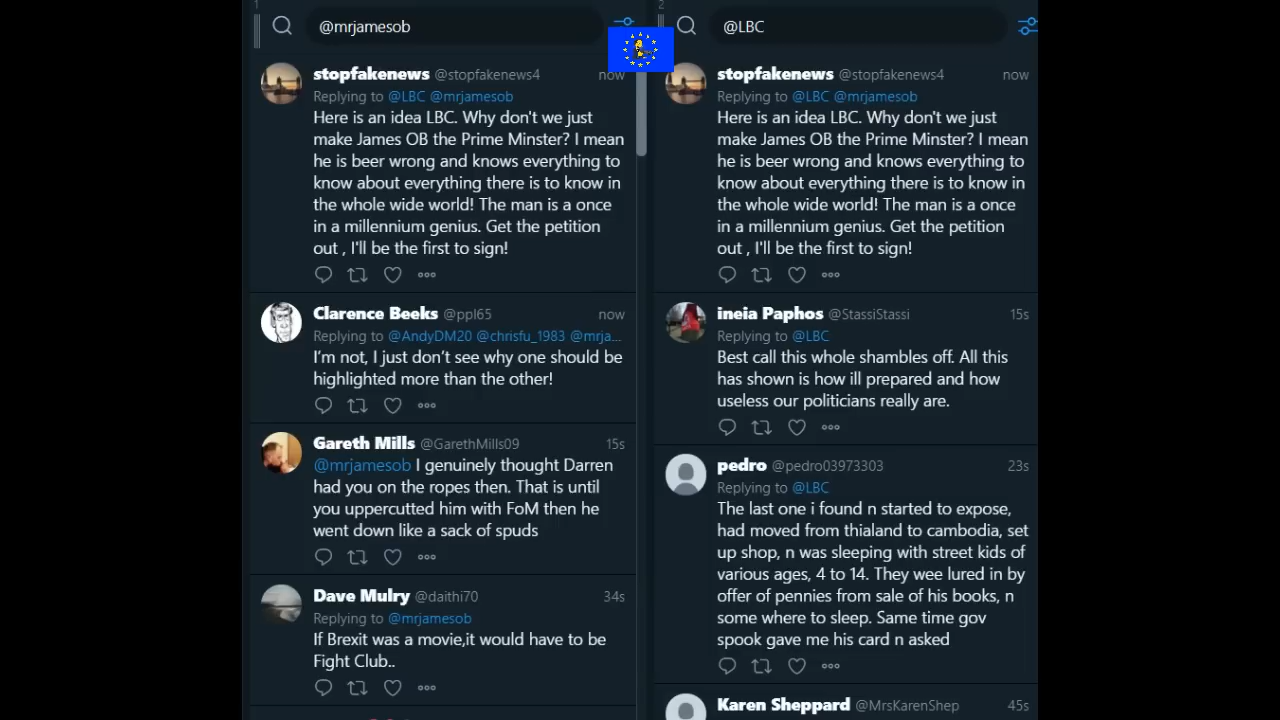 1
@mrjamesob
stopfakenews @stopfakenews4 now
Replying to @LBC @mrjamesob
Here is an idea LBC. Why don't we just
make James OB the Prime Minster? I mean
he is beer wrong and knows everything to
know about everything there is to know in
the whole wide world! The man is a once
in a millennium genius. Get the petition
out , I'll be the first to sign!
Clarence Beeks @ppl65 now
Replying to @AndyDM20 @chrisfu_1983 @mrja...
I'm not, I just don't see why one should be
highlighted more than the other!
Gareth Mills @GarethMills09 15s
@mrjamesob I genuinely thought Darren
had you on the ropes then. That is until
you uppercutted him with FoM then he
went down like a sack of spuds
Dave Mulry @daithi70 34s
Replying to @mrjamesob
If Brexit was a movie,it would have to be
Fight Club..
2
@LBC
stopfakenews @stopfakenews4 now
Replying to @LBC @mrjamesob
Here is an idea LBC. Why don't we just
make James OB the Prime Minster? I mean
he is beer wrong and knows everything to
know about everything there is to know in
the whole wide world! The man is a once
in a millennium genius. Get the petition
out , I'll be the first to sign!
ineia Paphos @StassiStassi 15s
Replying to @LBC
Best call this whole shambles off. All this
has shown is how ill prepared and how
useless our politicians really are.
pedro @pedro03973303 23s
Replying to @LBC
The last one i found n started to expose,
had moved from thialand to cambodia, set
up shop, n was sleeping with street kids of
various ages, 4 to 14. They wee lured in by
offer of pennies from sale of his books, n
some where to sleep. Same time gov
spook gave me his card n asked
Karen Sheppard @MrsKarenShep 45s